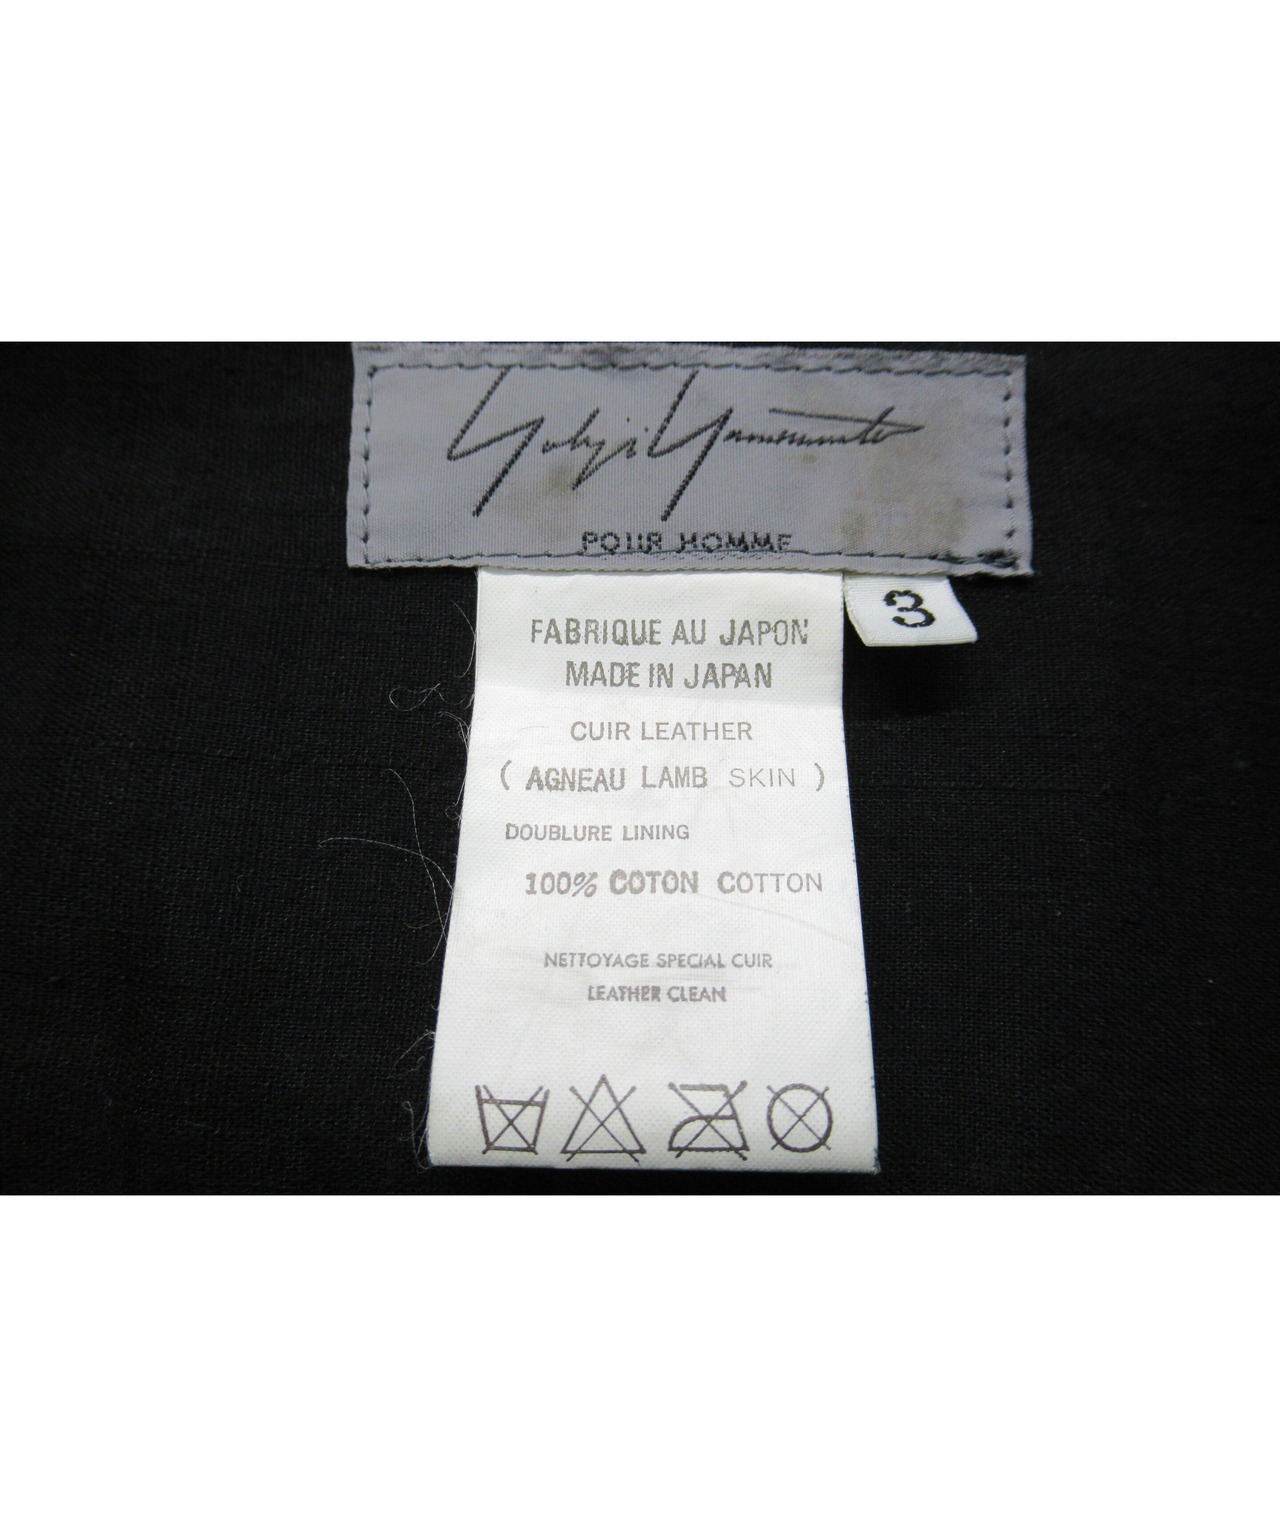 Yohji Yamamoto
POUR HOMME
3
FABRIQUE AU JAPON
MADE IN JAPAN
CUIR LEATHER
( AGNEAU LAMB SKIN )
DOUBLURE LINING
100% COTON COTTON
NETTOYAGE SPECIAL CUIR
LEATHER CLEAN